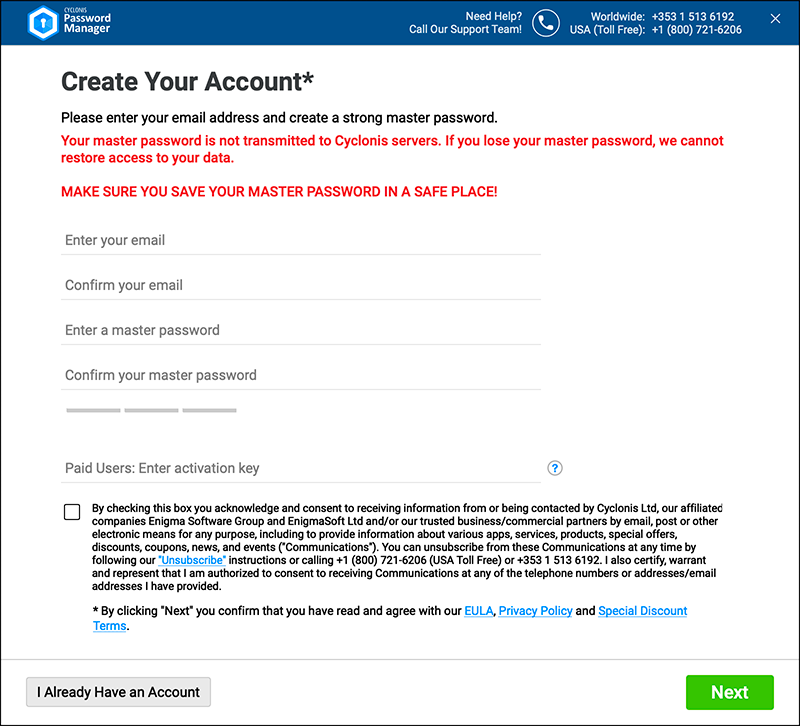 CYCLONIS
Password
Manager
Need Help?
Call Our Support Team!
Worldwide: +353 1 513 6192
USA (Toll Free): +1 (800) 721-6206
Create Your Account*
Please enter your email address and create a strong master password.
Your master password is not transmitted to Cyclonis servers. If you lose your master password, we cannot
restore access to your data.
MAKE SURE YOU SAVE YOUR MASTER PASSWORD IN A SAFE PLACE!
Enter your email
Confirm your email
Enter a master password
Confirm your master password
Paid Users: Enter activation key
?
By checking this box you acknowledge and consent to receiving information from or being contacted by Cyclonis Ltd, our affiliated
companies Enigma Software Group and EnigmaSoft Ltd and/or our trusted business/commercial partners by email, post or other
electronic means for any purpose, including to provide information about various apps, services, products, special offers,
discounts, coupons, news, and events ("Communications"). You can unsubscribe from these Communications at any time by
following our "Unsubscribe" instructions or calling +1 (800) 721-6206 (USA Toll Free) or +353 1 513 6192. I also certify, warrant
and represent that I am authorized to consent to receiving Communications at any of the telephone numbers or addresses/email
addresses I have provided.
* By clicking "Next" you confirm that you have read and agree with our EULA, Privacy Policy and Special Discount
Terms.
I Already Have an Account
Next